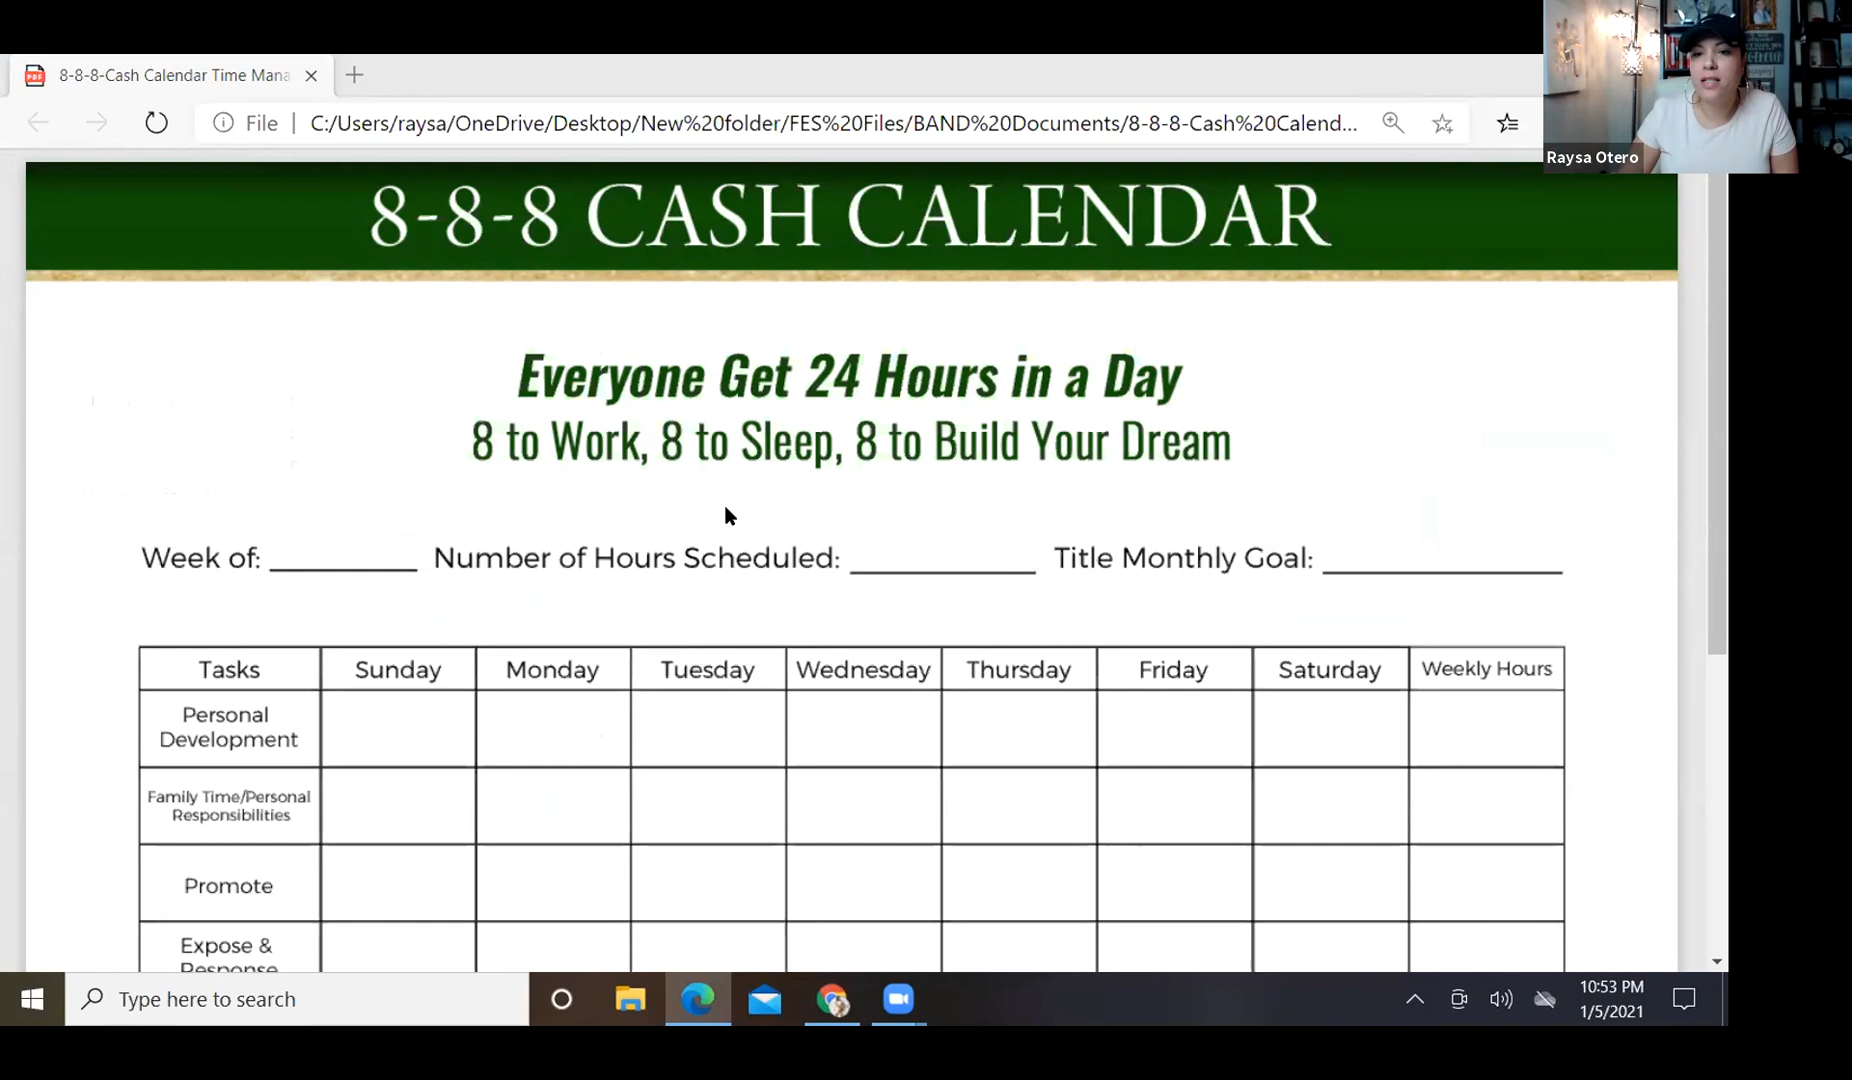 8-8-8-Cash Calendar Time Mana
File | C:/Users/raysa/OneDrive/Desktop/New%20folder/FES%20Files/BAND%20Documents/8-8-8-Cash%20Calend...
Raysa Otero
8-8-8 CASH CALENDAR
Everyone Get 24 Hours in a Day
8 to Work, 8 to Sleep, 8 to Build Your Dream
Week of: __________ Number of Hours Scheduled: __________ Title Monthly Goal: __________
Tasks Sunday Monday Tuesday Wednesday Thursday Friday Saturday Weekly Hours
Personal
Development
Family Time/Personal
Responsibilities
Promote
Expose &
Response
Type here to search
10:53 PM
1/5/2021